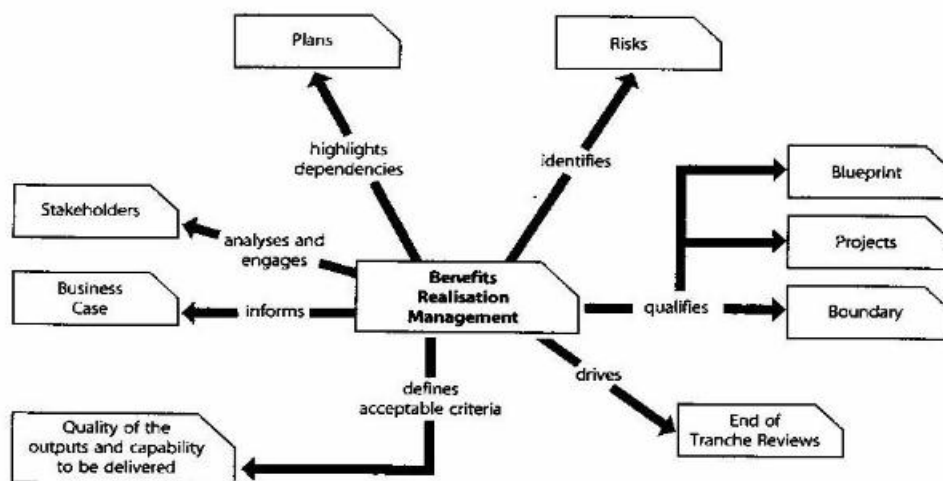 Plans
Risks
highlights
dependencies
identifies
Blueprint
Stakeholders
analyses and
engages
Projects
Benefits
Realisation
Management
Business
Case
informs
qualifies
Boundary
defines
acceptable criteria
drives
Quality of the
outputs and capability
to be delivered
End of
Tranche Reviews